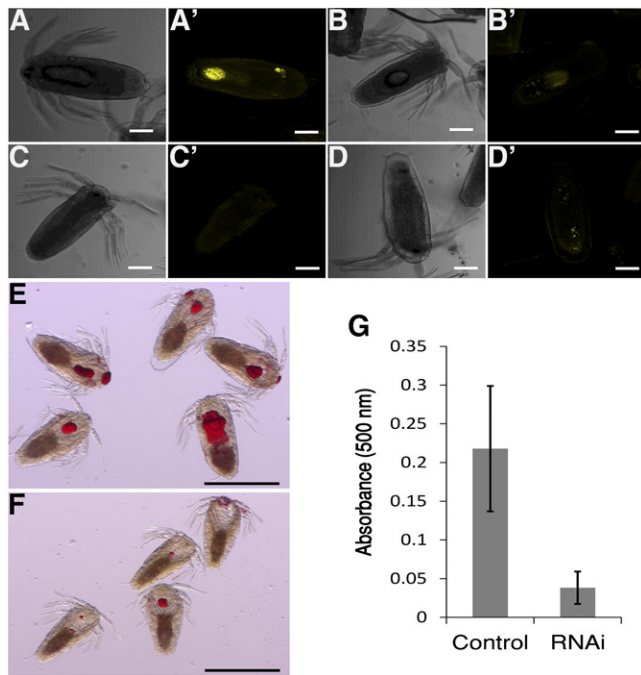 A A' B B'
C C' D D'
E
G
0.35
0.3
0.25
0.2
0.15
0.1
0.05
0
Absorbance (500 nm)
Control RNAi
F